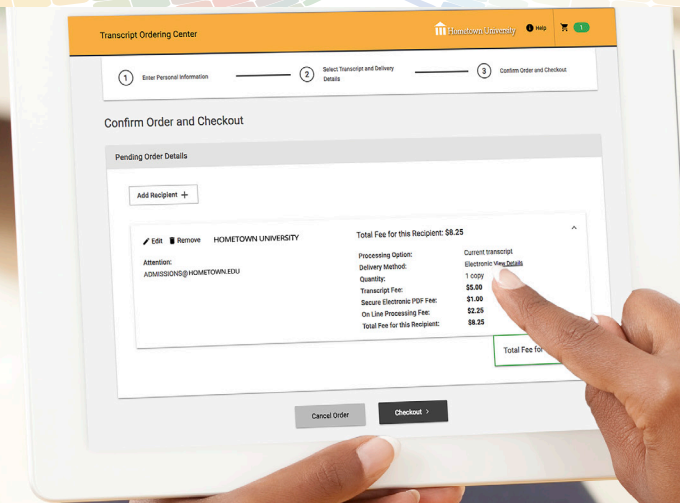 Transcript Ordering Center
Hometown University
Help
1
1 Enter Personal Information
2 Select Transcript and Delivery
Details
3 Confirm Order and Checkout
Confirm Order and Checkout
Pending Order Details
Add Recipient +
Edit Remove HOMETOWN UNIVERSITY
Attention:
ADMISSIONS@HOMETOWN.EDU
Total Fee for this Recipient: $8.25
Processing Option: Current transcript
Delivery Method: Electronic View Details
Quantity: 1 copy
Transcript Fee: $5.00
Secure Electronic PDF Fee: $1.00
On Line Processing Fee: $2.25
Total Fee for this Recipient: $8.25
Total Fee for
Cancel Order
Checkout >